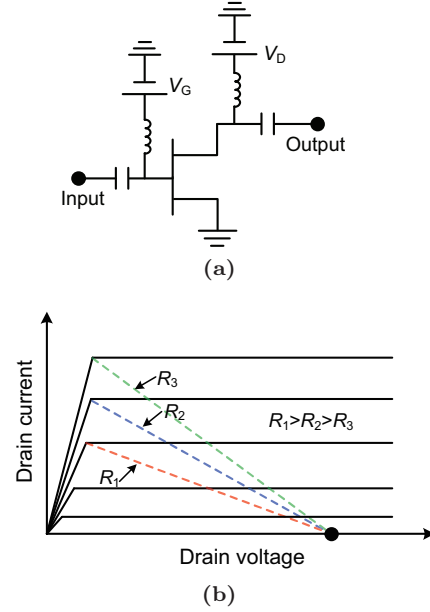 V_G
V_D
Input
Output
(a)
Drain current
R_3
R_2
R_1>R_2>R_3
R_1
Drain voltage
(b)